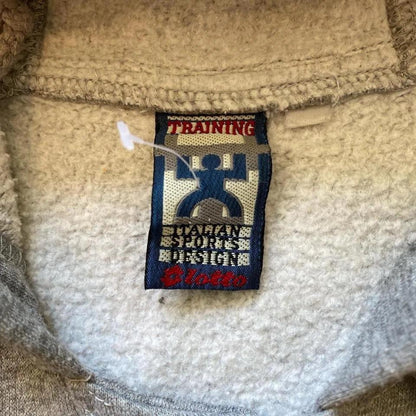 TRAINING
ITALIAN
SPORTS
DESIGN
lotto